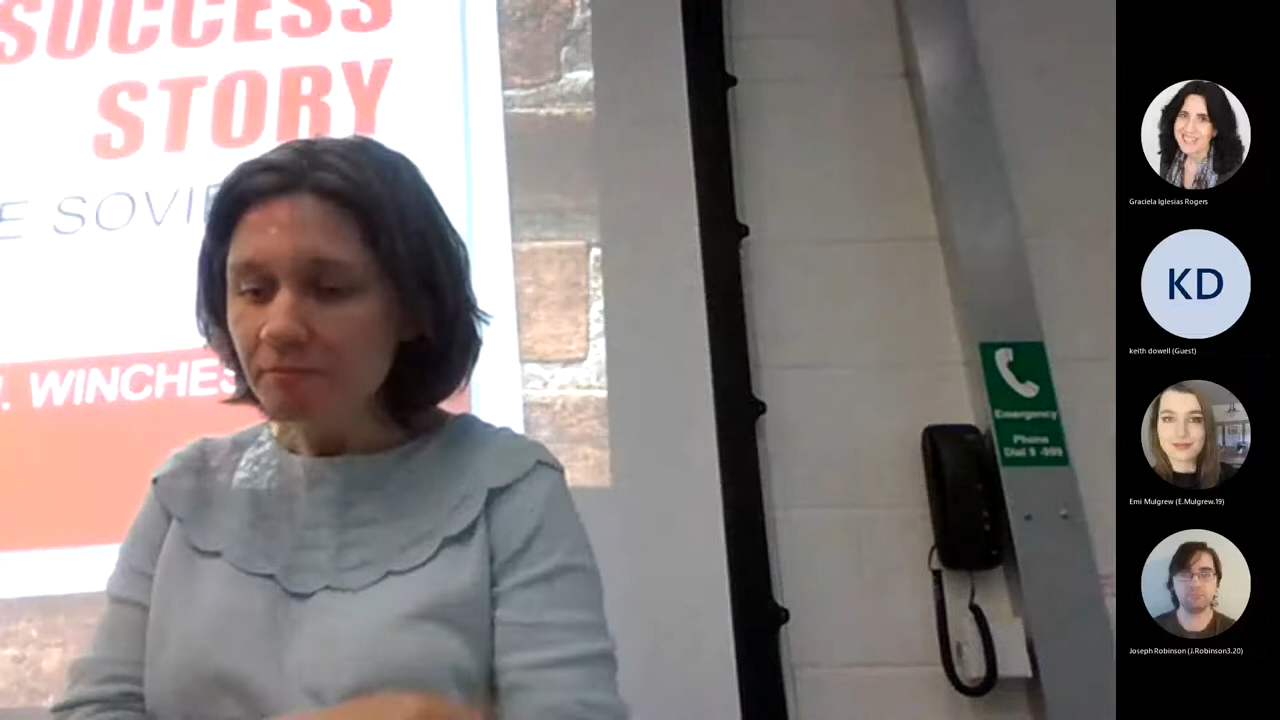 SUCCESS
STORY
E SOVIE
. WINCHES
Emergency
Phone
Dial 9 -999
Graciela Iglesias Rogers
KD
keith dowell (Guest)
Emi Mulgrew (E.Mulgrew.19)
Joseph Robinson (J.Robinson3.20)